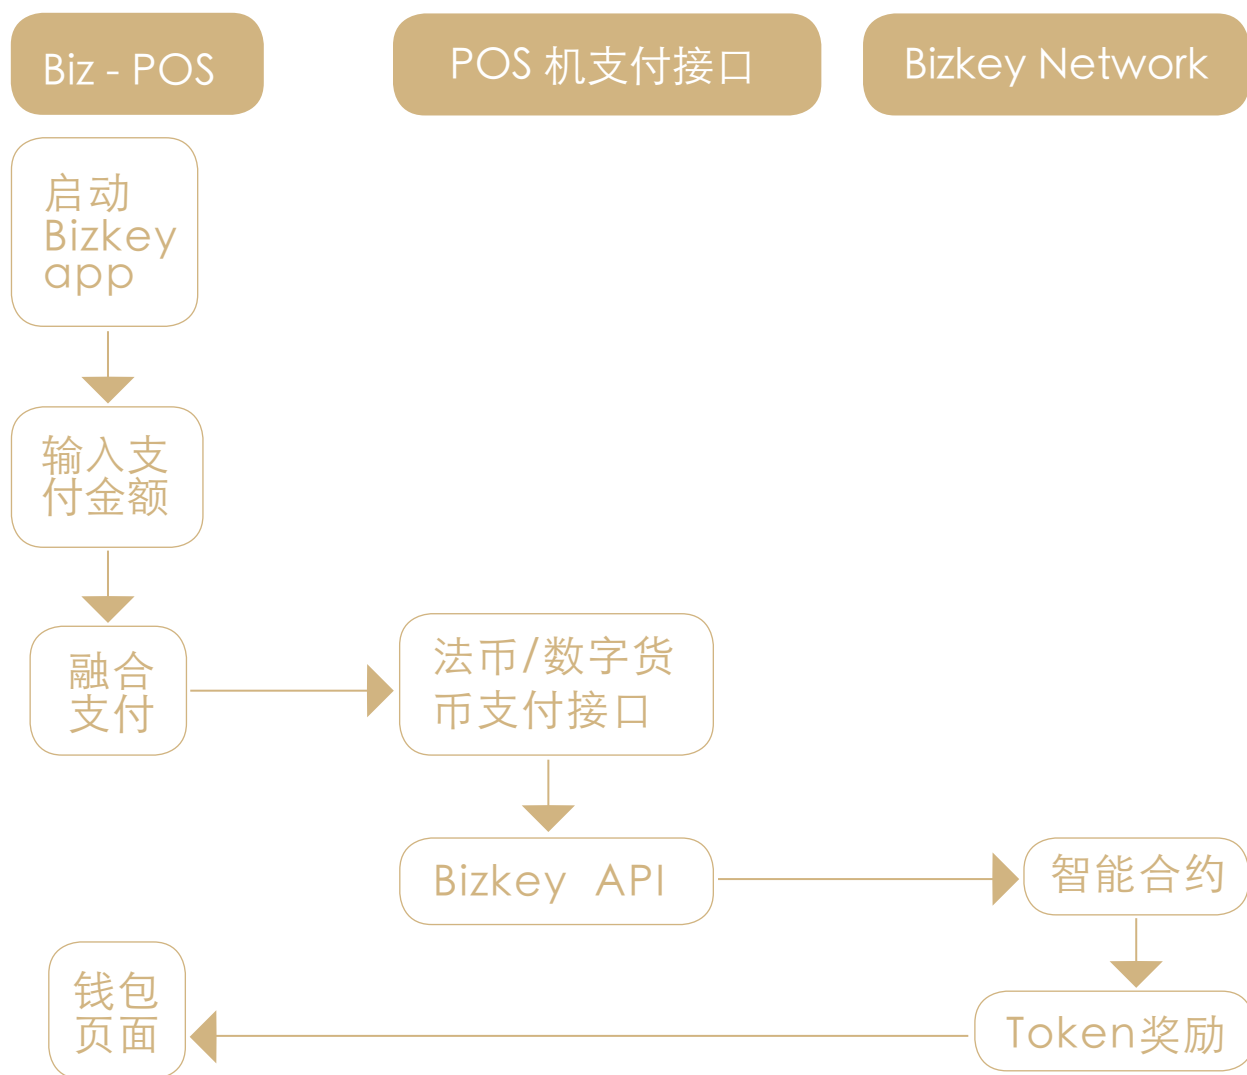 Biz - POS
POS 机支付接口
Bizkey Network
启动
Bizkey
app
输入支
付金额
融合
支付
法币/数字货
币支付接口
Bizkey API
智能合约
钱包
页面
Token奖励